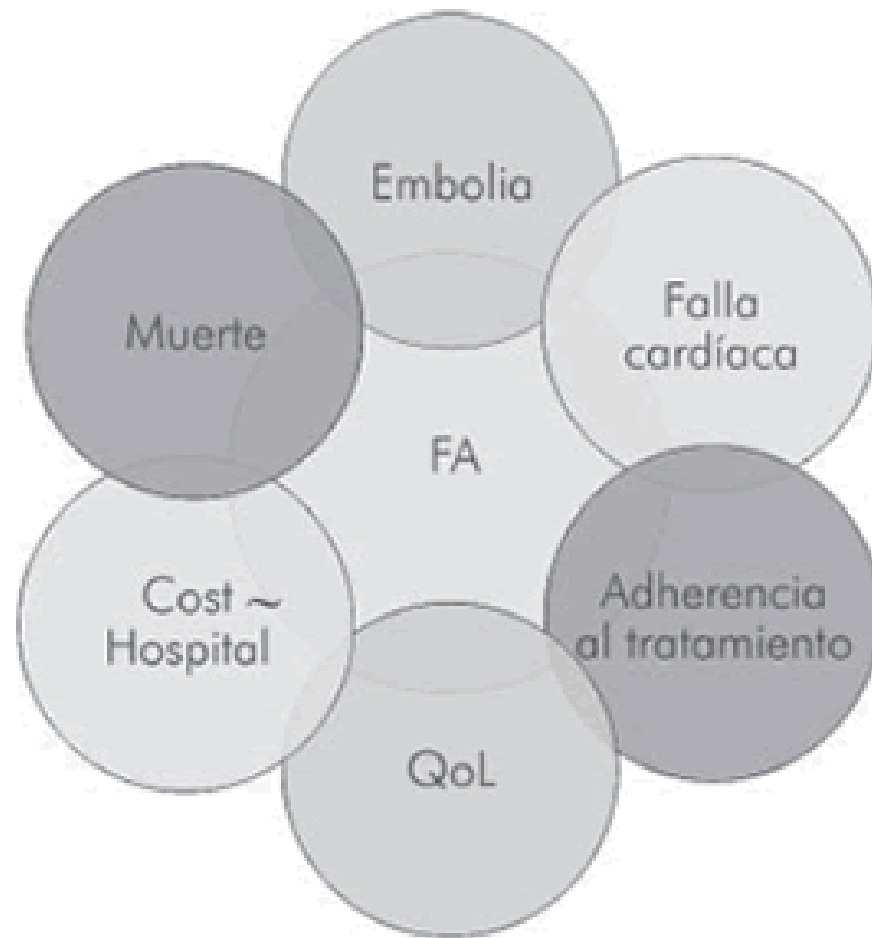 Embolia
Falla
cardíaca
Muerte
FA
Adherencia
al tratamiento
Cost ~
Hospital
QoL